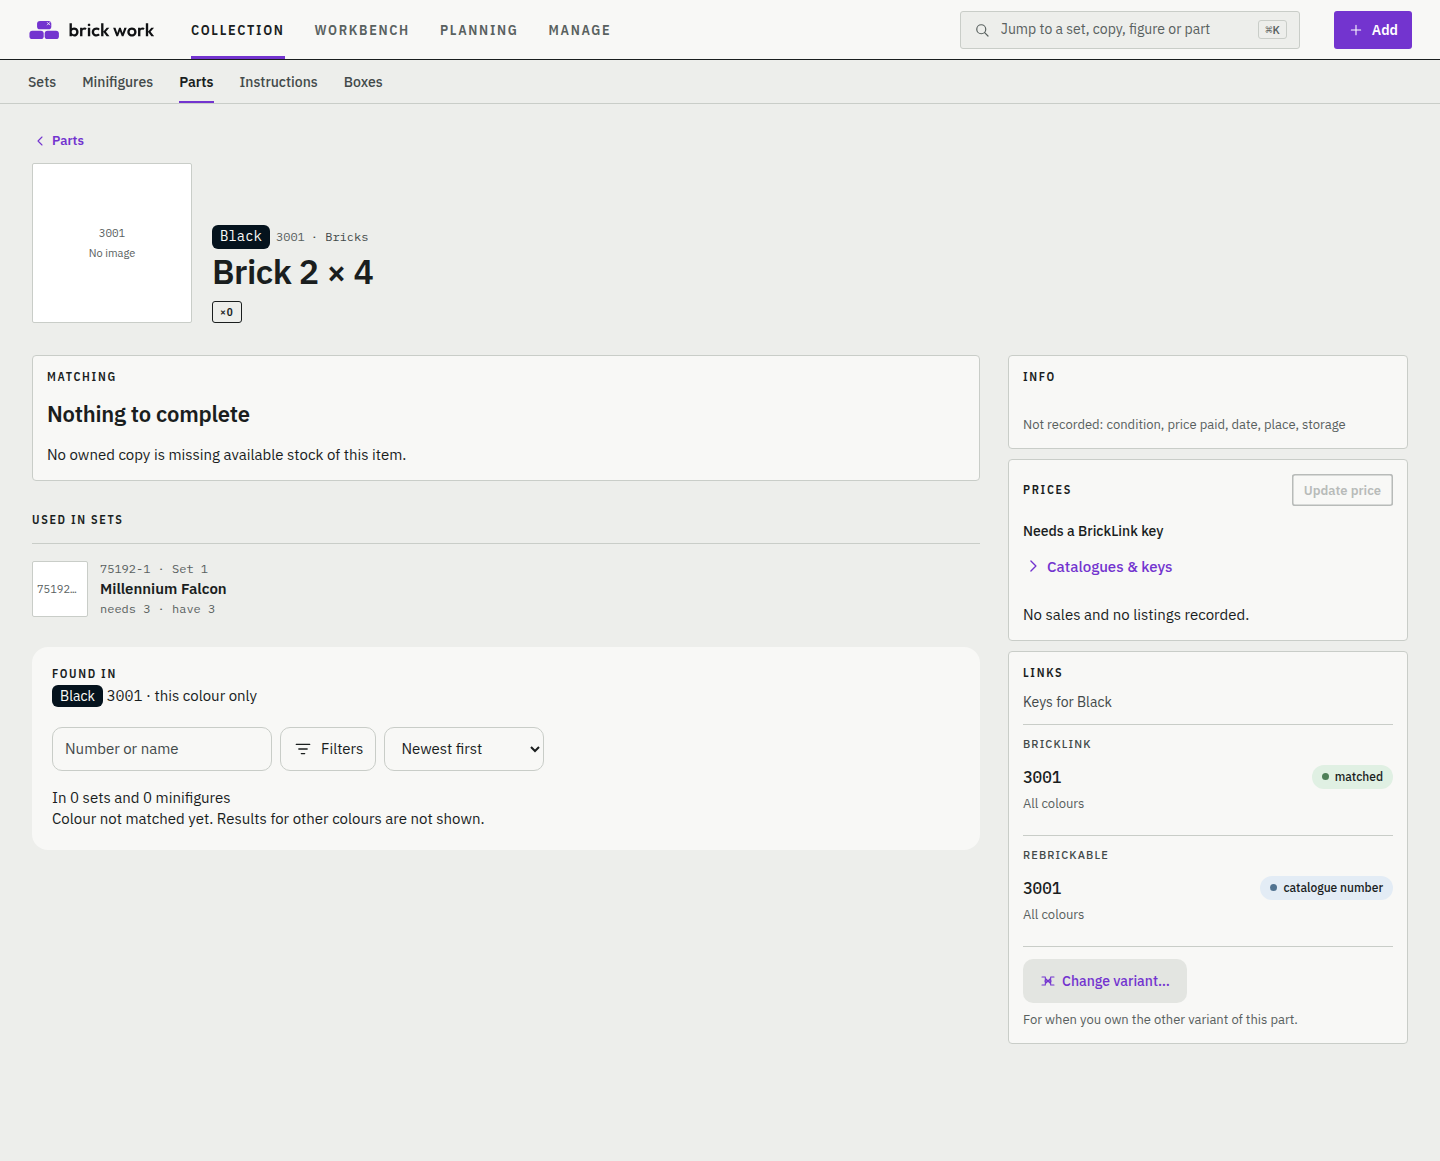 brick work
COLLECTION
WORKBENCH
PLANNING
MANAGE
Jump to a set, copy, figure or part
⌘K
Add
Sets
Minifigures
Parts
Instructions
Boxes
Parts
3001
No image
Black 3001 · Bricks
Brick 2 × 4
×0
MATCHING
Nothing to complete
No owned copy is missing available stock of this item.
USED IN SETS
75192…
75192-1 · Set 1
Millennium Falcon
needs 3 · have 3
FOUND IN
Black 3001 · this colour only
Number or name
Filters
Newest first
In 0 sets and 0 minifigures
Colour not matched yet. Results for other colours are not shown.
INFO
Not recorded: condition, price paid, date, place, storage
PRICES
Update price
Needs a BrickLink key
Catalogues & keys
No sales and no listings recorded.
LINKS
Keys for Black
BRICKLINK
3001
matched
All colours
REBRICKABLE
3001
catalogue number
All colours
Change variant…
For when you own the other variant of this part.